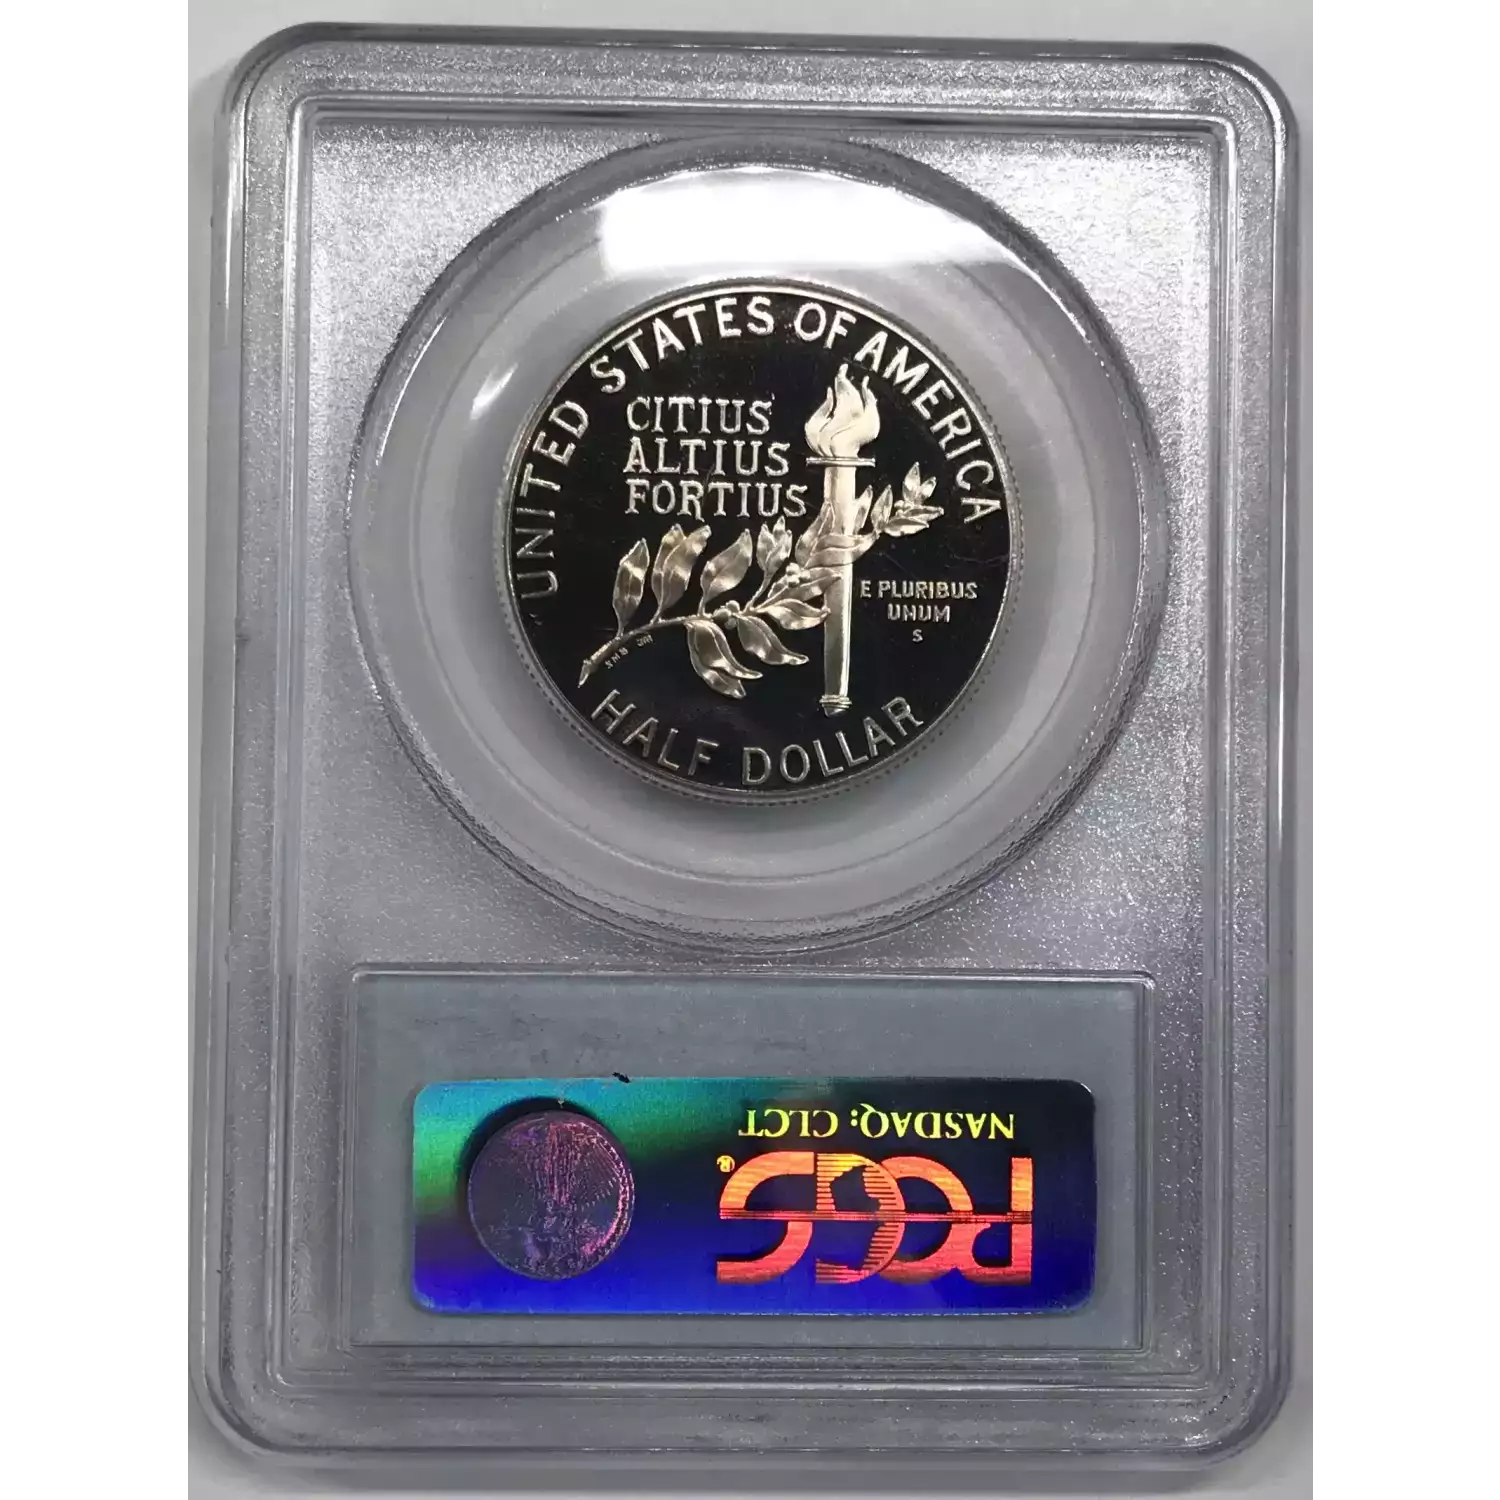 UNITED STATES OF AMERICA
CITIUS
ALTIUS
FORTIUS
E PLURIBUS
UNUM
S
HALF DOLLAR
PCGS®
NASDAQ: CLCT